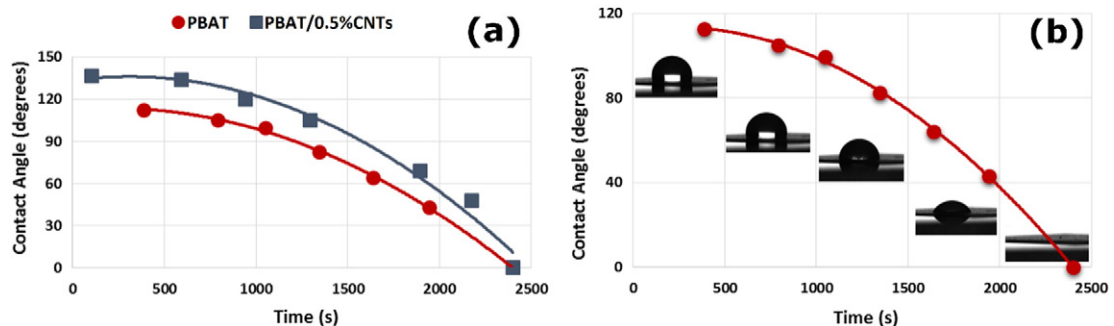 PBAT PBAT/0.5%CNTs
(a)
Contact Angle (degrees)
150
120
90
60
30
0
0 500 1000 1500 2000 2500
Time (s)
(b)
Contact Angle (degrees)
120
80
40
0
0 500 1000 1500 2000 2500
Time (s)